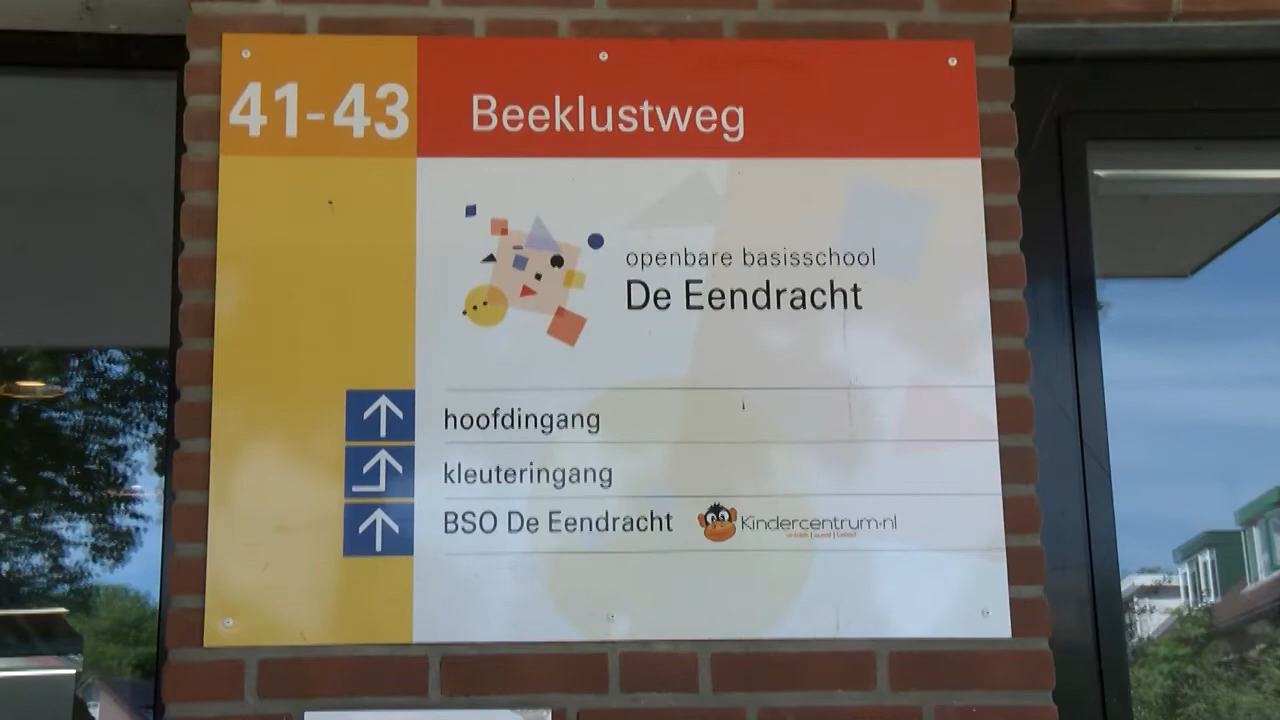 41-43 Beeklustweg
openbare basisschool
De Eendracht
hoofdingang
kleuteringang
BSO De Eendracht Kindercentrum.nl